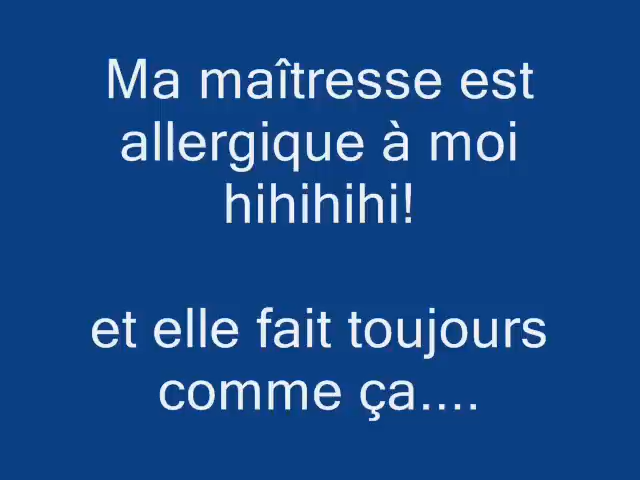 Ma maîtresse est
allergique à moi
hihihihi!
et elle fait toujours
comme ça....